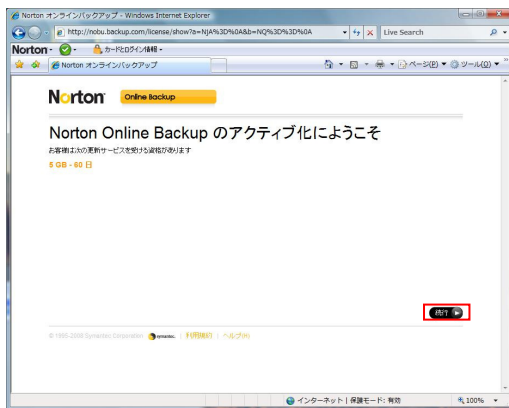 Norton オンラインバックアップ - Windows Internet Explorer
http://nobu.backup.com/license/show?a=NjA%3D%0A&b=NQ%3D%3D%0A
Live Search
Norton
カードとログイン情報
Norton オンラインバックアップ
ページ(P) ツール(O)
Norton Online Backup
Norton Online Backup のアクティブ化にようこそ
お客様は次の更新サービスを受ける資格があります
5 GB - 60 日
続行
© 1995-2008 Symantec Corporation symantec. | 利用規約 | ヘルプ(H)
インターネット | 保護モード: 有効
100%